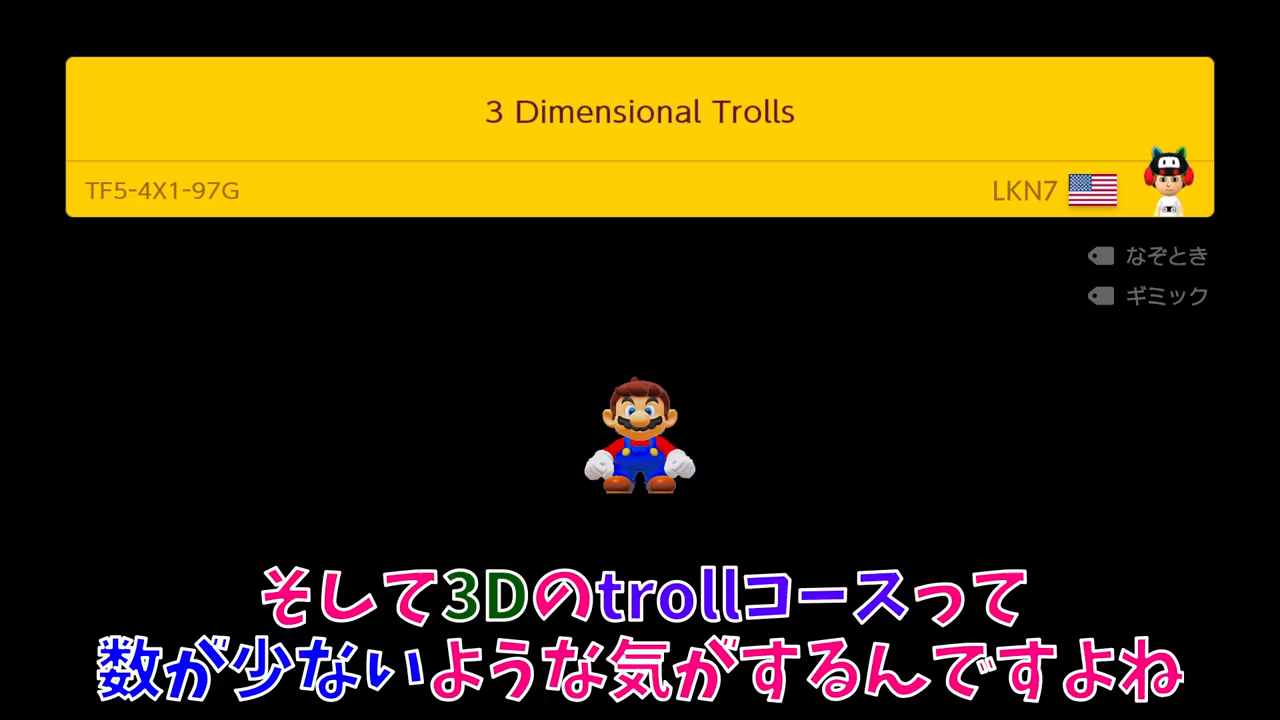 3 Dimensional Trolls
TF5-4X1-97G
LKN7
なぞとき
ギミック
そして3Dのtrollコースって
数が少ないような気がするんですよね